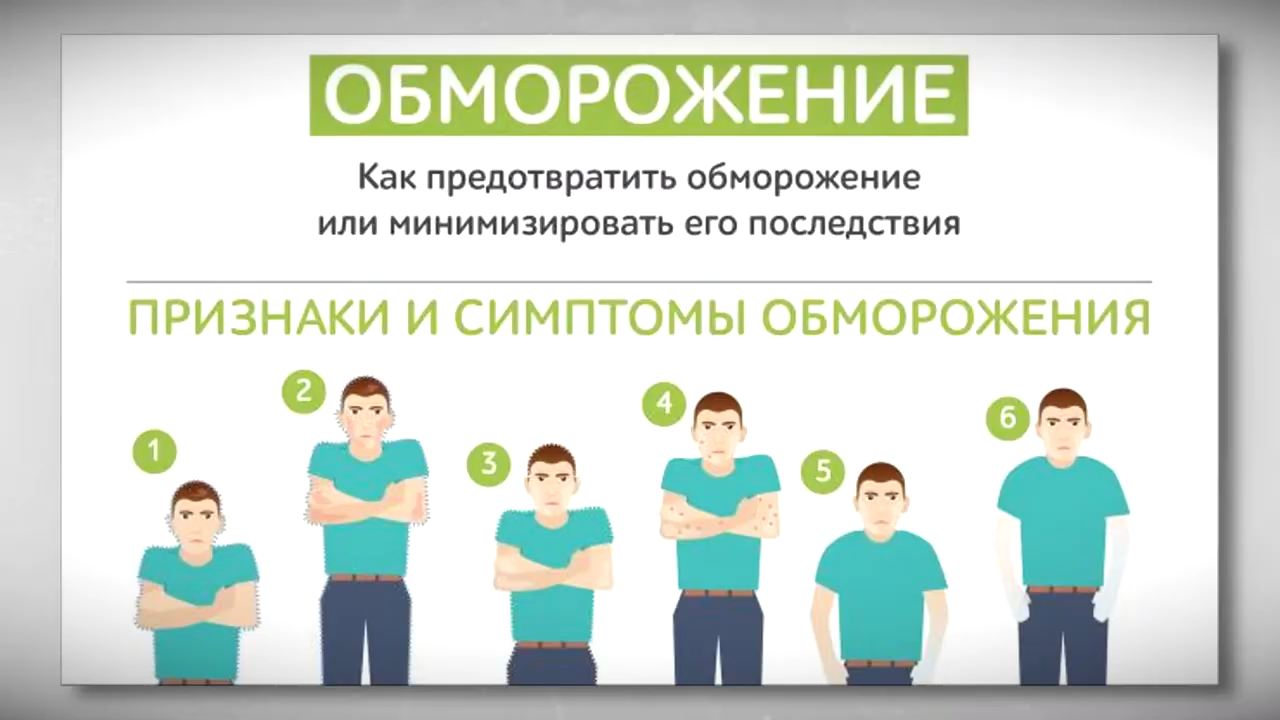 ОБМОРОЖЕНИЕ
Как предотвратить обморожение
или минимизировать его последствия
ПРИЗНАКИ И СИМПТОМЫ ОБМОРОЖЕНИЯ
1
2
3
4
5
6